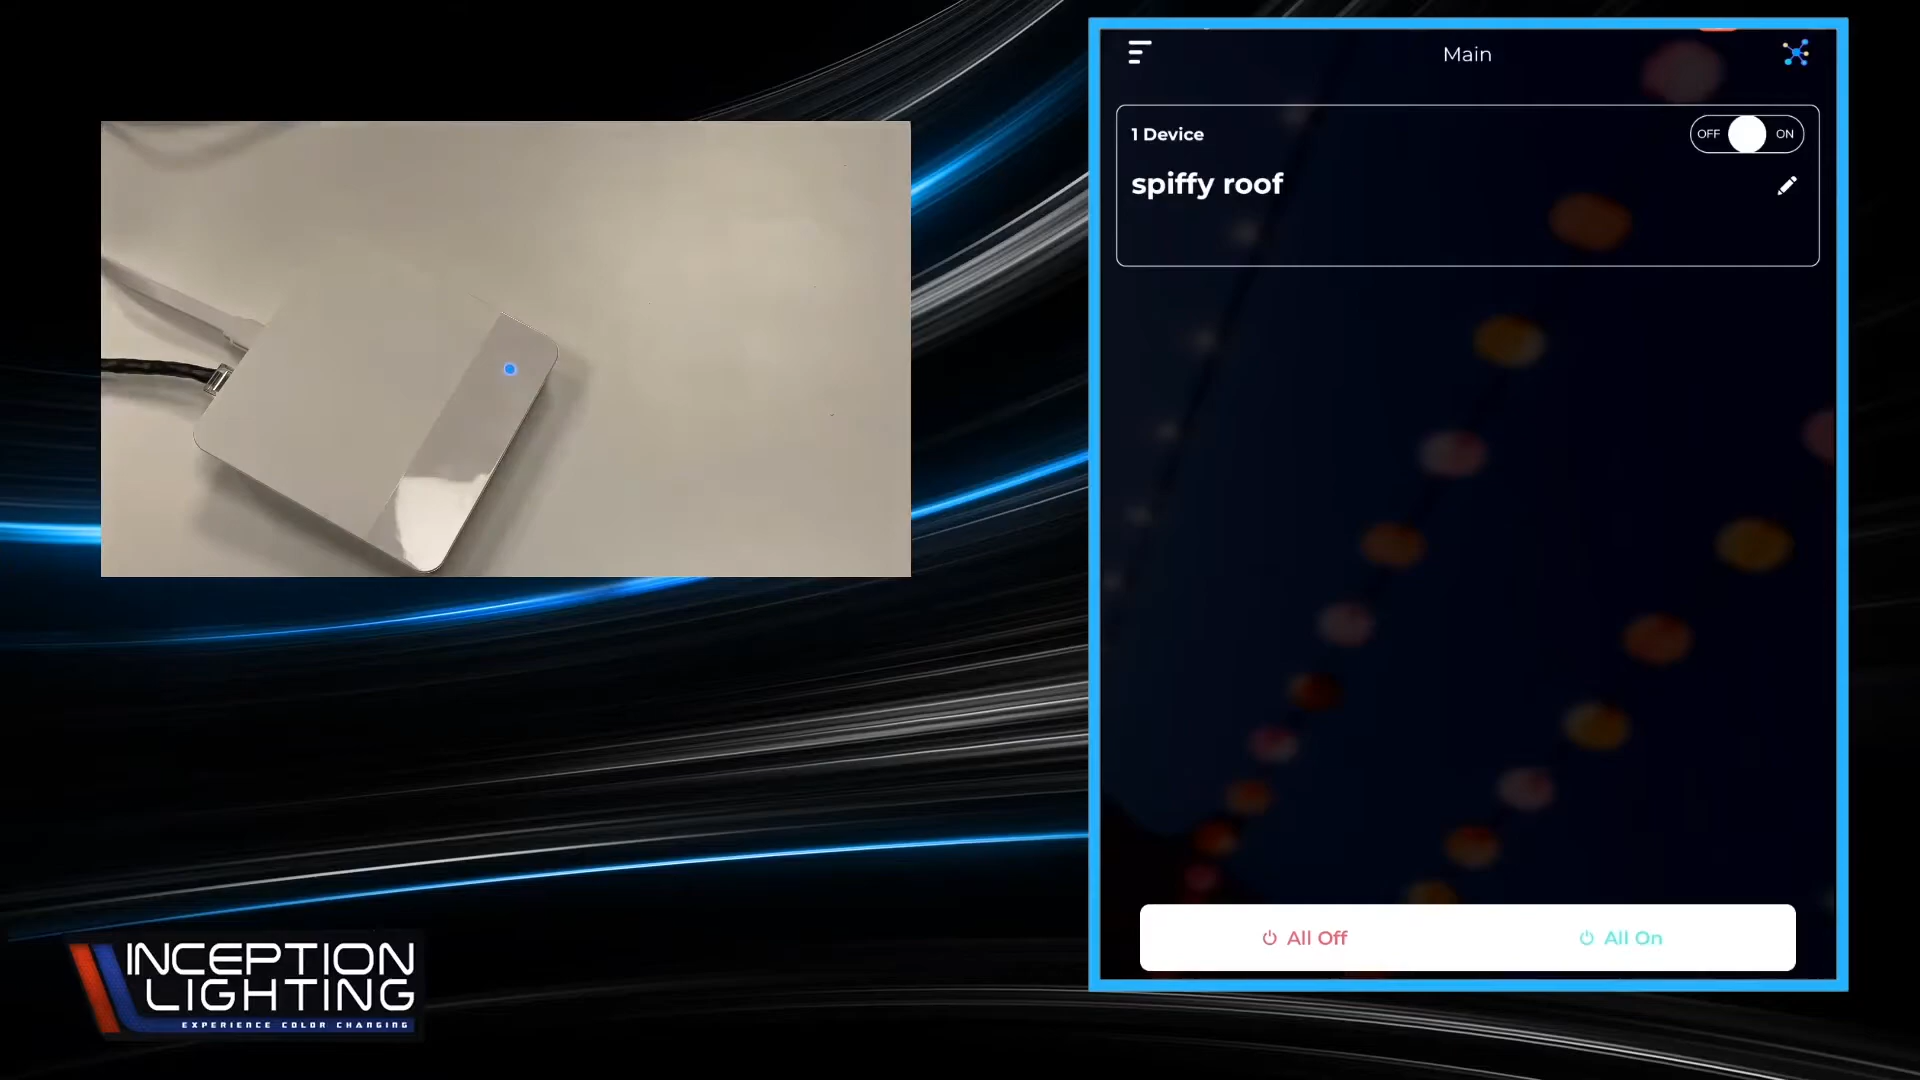 Main
1 Device
OFF ON
spiffy roof
All Off
All On
INCEPTION
LIGHTING
EXPERIENCE COLOR CHANGING